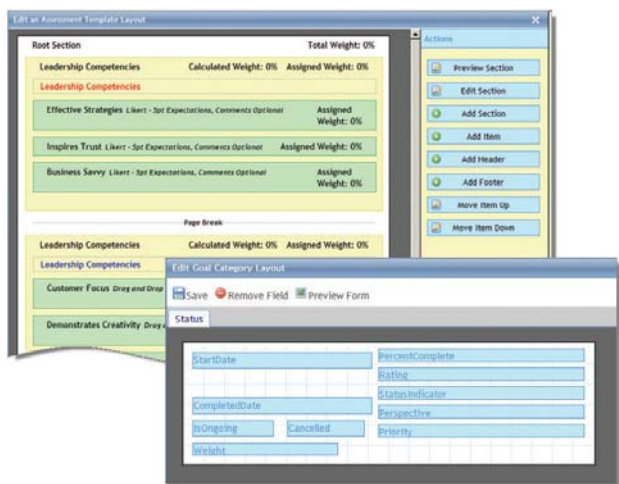 Edit an Assessment Template Layout
Actions
Root Section Total Weight: 0%
Leadership Competencies Calculated Weight: 0% Assigned Weight: 0%
Leadership Competencies
Effective Strategies Likert - 5pt Expectations, Comments Optional Assigned
Weight: 0%
Inspires Trust Likert - 5pt Expectations, Comments Optional Assigned Weight: 0%
Business Savvy Likert - 5pt Expectations, Comments Optional Assigned
Weight: 0%
Page Break
Leadership Competencies Calculated Weight: 0% Assigned Weight: 0%
Leadership Competencies
Customer Focus Drag and Drop
Demonstrates Creativity Drag
Preview Section
Edit Section
Add Section
Add Item
Add Header
Add Footer
Move Item Up
Move Item Down
Edit Goal Category Layout
Save Remove Field Preview Form
Status
StartDate
CompletedDate
IsOngoing Cancelled
Weight
PercentComplete
Rating
StatusIndicator
Perspective
Priority